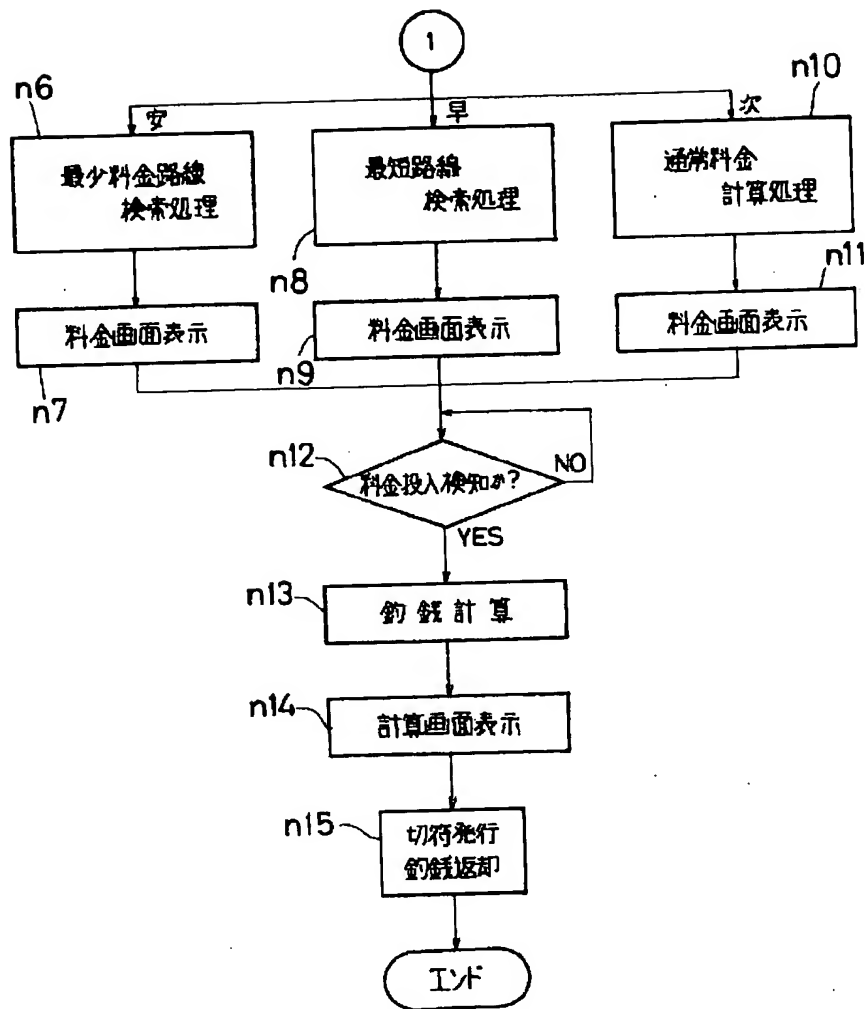 1
n6
安
早
次
n10
最少料金路線
検索処理
最短路線
検索処理
通常料金
計算処理
n8
n11
料金画面表示
料金画面表示
料金画面表示
n7
n9
n12
料金投入検知か?
NO
YES
n13
釣銭計算
n14
計算画面表示
n15
切符発行
釣銭返却
エンド